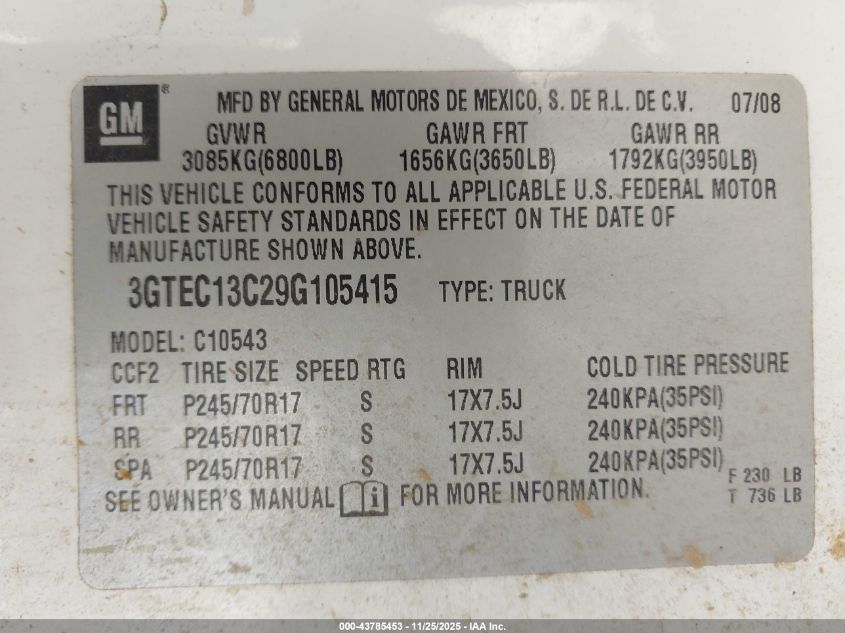 GM®
MFD BY GENERAL MOTORS DE MEXICO, S. DE R.L. DE C.V. 07/08
GVWR GAWR FRT GAWR RR
3085KG(6800LB) 1656KG(3650LB) 1792KG(3950LB)
THIS VEHICLE CONFORMS TO ALL APPLICABLE U.S. FEDERAL MOTOR
VEHICLE SAFETY STANDARDS IN EFFECT ON THE DATE OF
MANUFACTURE SHOWN ABOVE.
3GTEC13C29G105415 TYPE: TRUCK
MODEL: C10543
CCF2 TIRE SIZE SPEED RTG RIM COLD TIRE PRESSURE
FRT P245/70R17 S 17X7.5J 240KPA(35PSI)
RR P245/70R17 S 17X7.5J 240KPA(35PSI)
SPA P245/70R17 S 17X7.5J 240KPA(35PSI)
SEE OWNER'S MANUAL i FOR MORE INFORMATION.
F 230 LB
T 736 LB
000-43785453 - 11/25/2025 - IAA Inc.